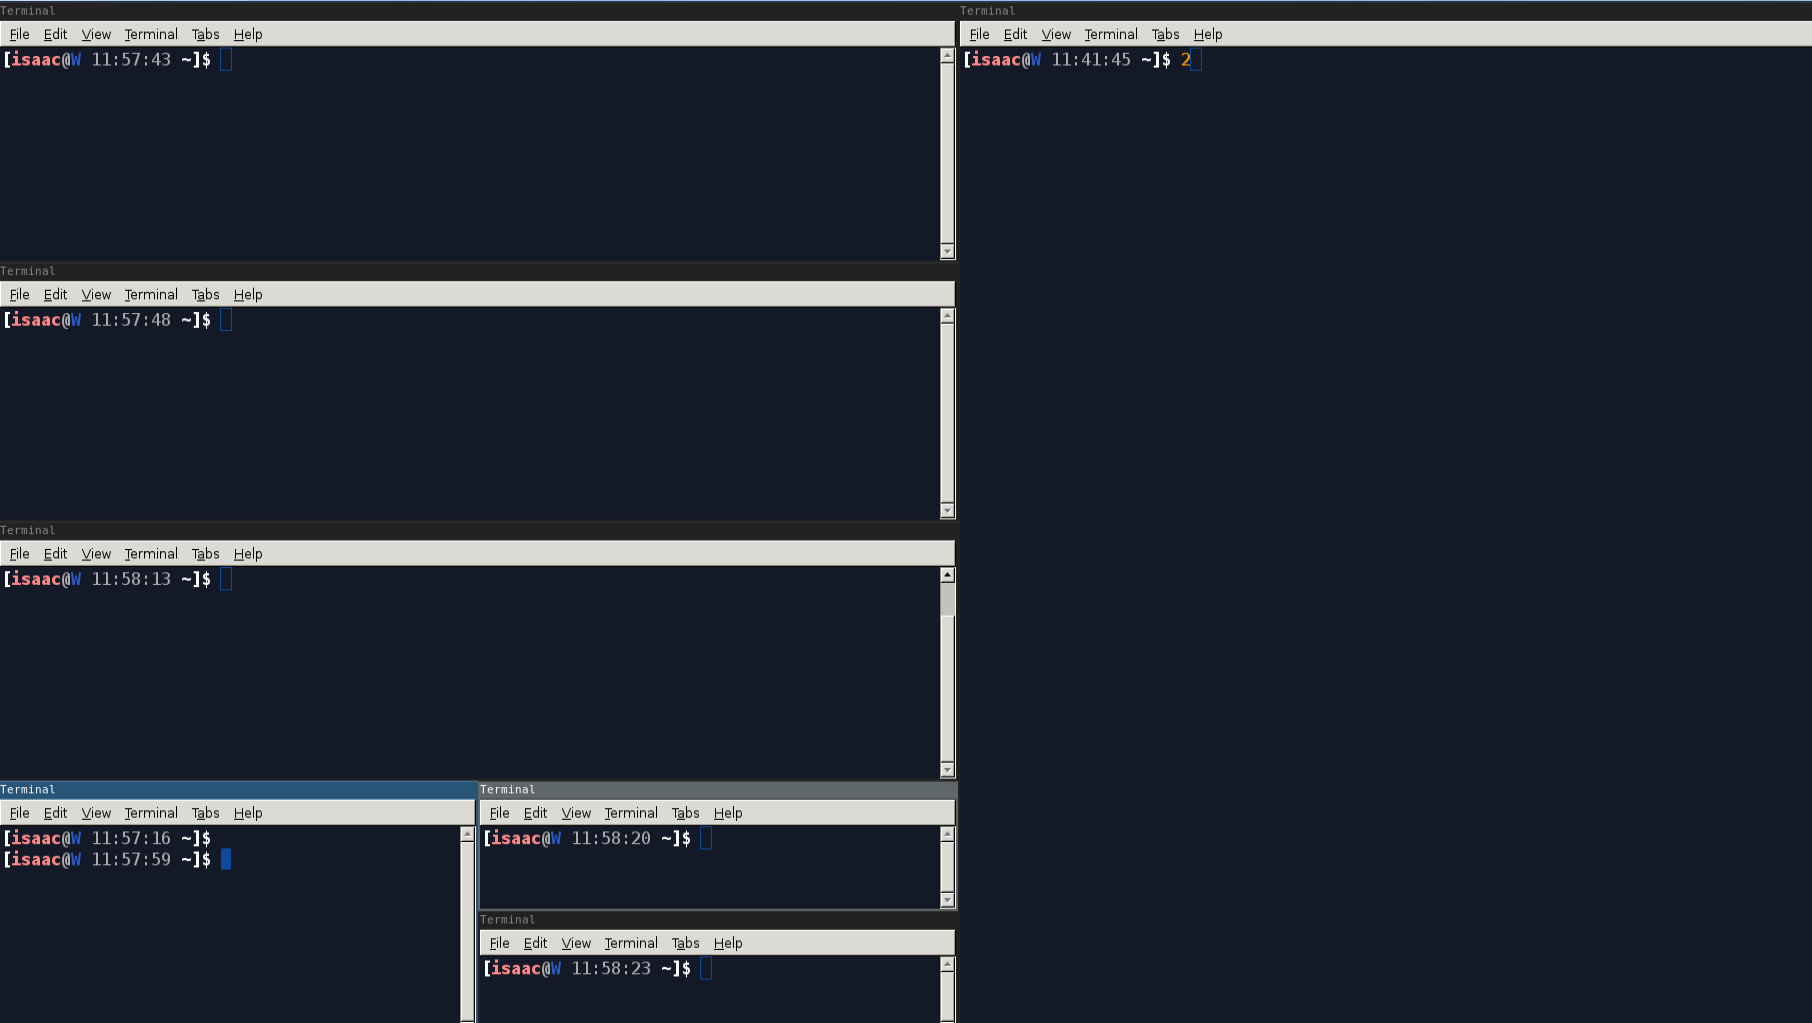 Terminal
File Edit View Terminal Tabs Help
[isaac@W 11:57:43 ~]$
Terminal
File Edit View Terminal Tabs Help
[isaac@W 11:57:48 ~]$
Terminal
File Edit View Terminal Tabs Help
[isaac@W 11:58:13 ~]$
Terminal
File Edit View Terminal Tabs Help
[isaac@W 11:57:16 ~]$
[isaac@W 11:57:59 ~]$
Terminal
File Edit View Terminal Tabs Help
[isaac@W 11:58:20 ~]$
Terminal
File Edit View Terminal Tabs Help
[isaac@W 11:58:23 ~]$
Terminal
File Edit View Terminal Tabs Help
[isaac@W 11:41:45 ~]$ 2